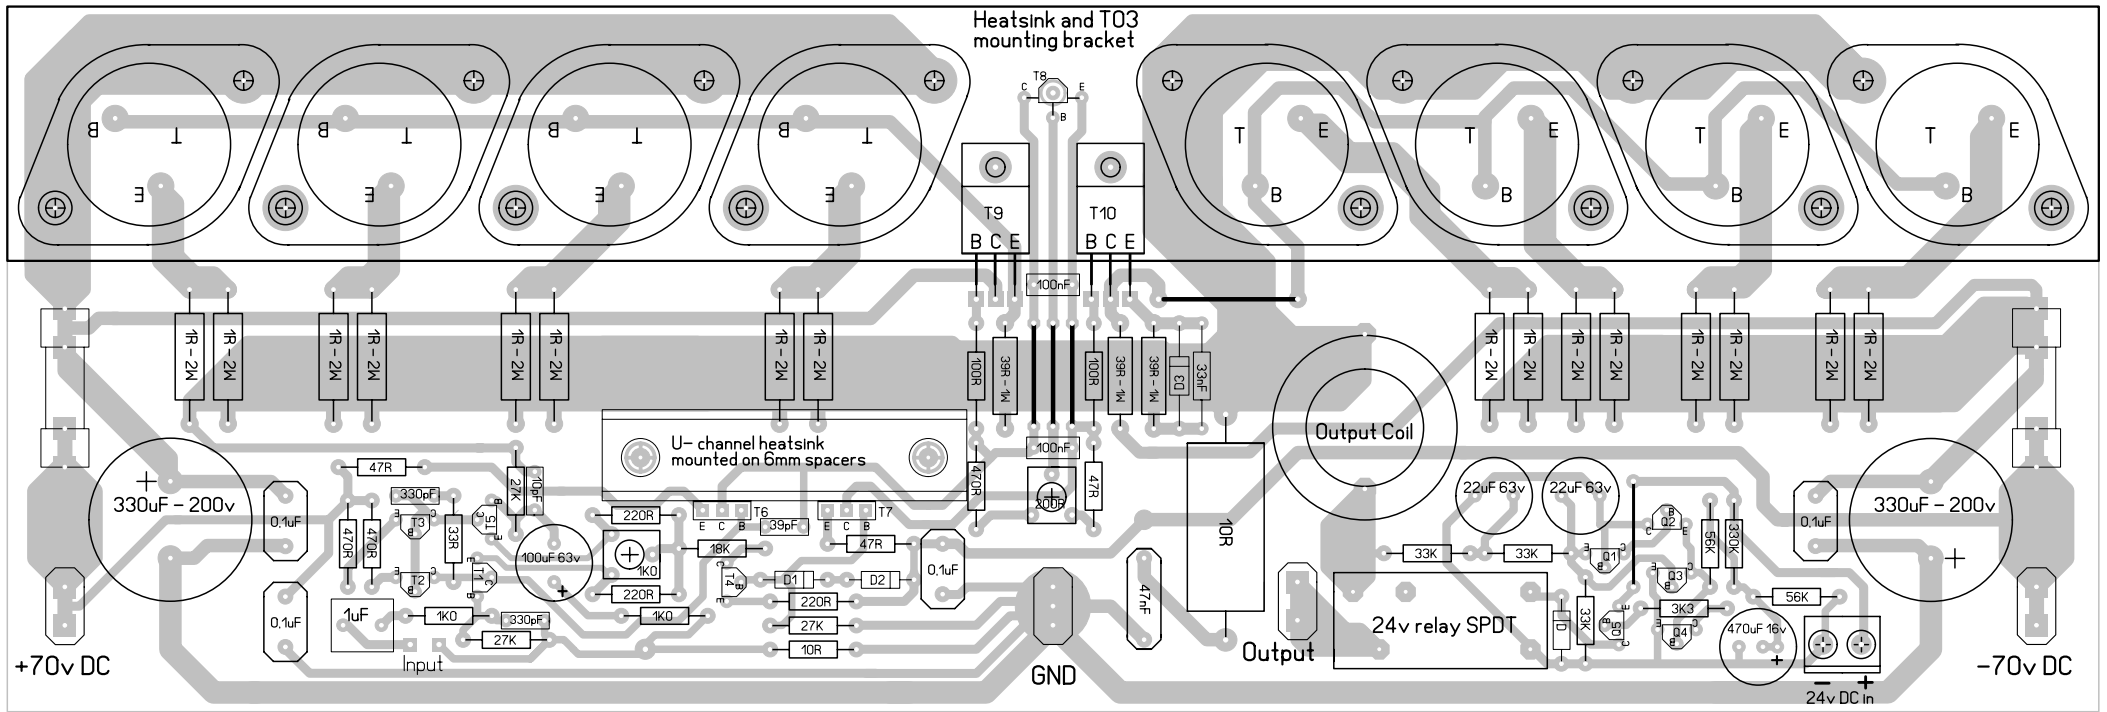 Heatsink and TO3
mounting bracket
T8
C E
B
B T E
B T E
B T E
B T E
T E B
T E B
T E B
T E B
T9
B C E
T10
B C E
100nF
1R - 2W
1R - 2W
1R - 2W
1R - 2W
1R - 2W
1R - 2W
1R - 2W
1R - 2W
100R
39R - 1W
100R
39R - 1W
39R - 1W
D3
33nF
1R - 2W
1R - 2W
1R - 2W
1R - 2W
1R - 2W
1R - 2W
1R - 2W
1R - 2W
Output Coil
U- channel heatsink
mounted on 6mm spacers
100nF
470R
200R
47R
10R
+
330uF - 200v
0,1uF
47R
330pF
T3
B
C
E
33R
470R
470R
T2
B
C
E
T5
B
C
E
27K
10pF
T1
E
C
B
100uF 63v
+
220R
1K0
220R
T6
E C B
39pF
T7
E C B
18K
47R
T4
C
B
E
D1
D2
220R
27K
10R
0,1uF
0,1uF
1uF
1K0
330pF
27K
1K0
Input
+70v DC
GND
47nF
Output
22uF 63v
22uF 63v
33K
33K
Q1
B
C
E
Q2
B
C
E
56K
330K
Q3
B
C
E
3K3
56K
Q4
B
C
E
Q5
E
B
C
33K
D
24v relay SPDT
470uF 16v
+
0,1uF
330uF - 200v
+
- +
24v DC in
-70v DC